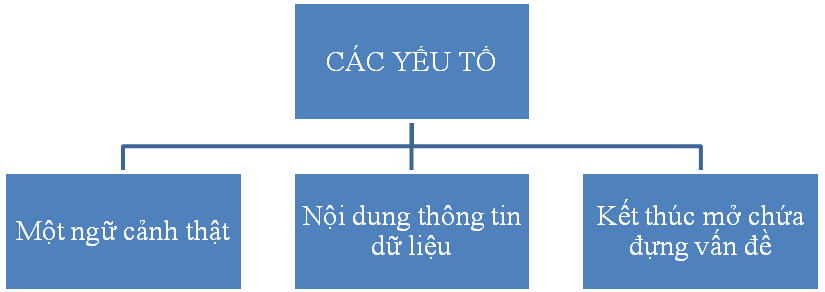 CÁC YẾU TỐ
Một ngữ cảnh thật
Nội dung thông tin
dữ liệu
Kết thúc mở chứa
đựng vấn đề